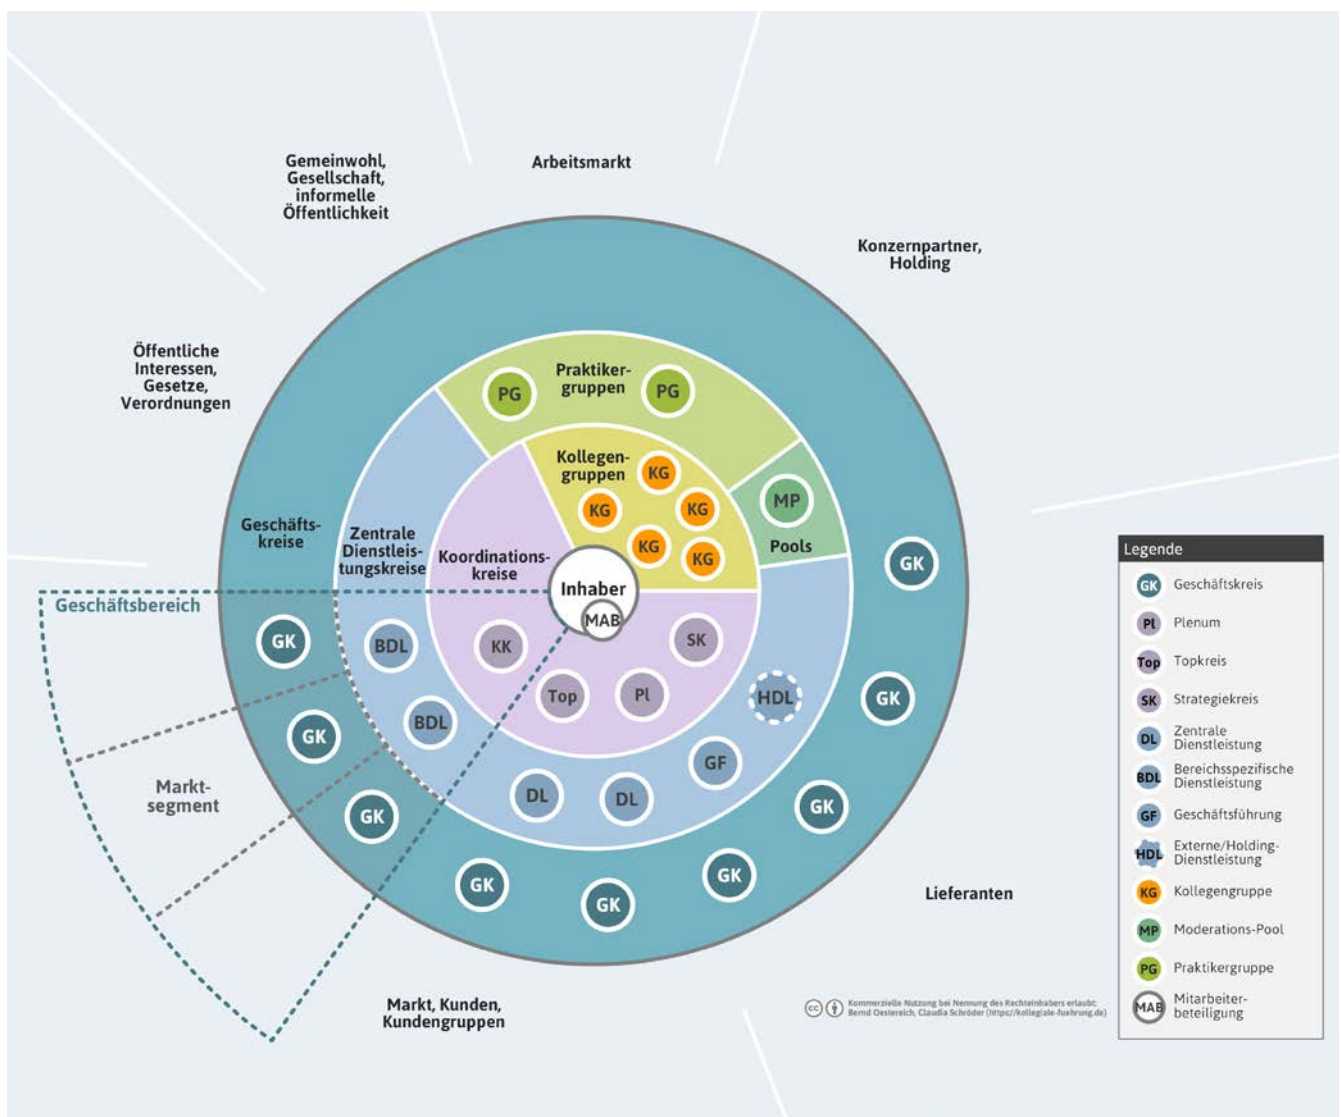 Gemeinwohl,
Gesellschaft,
informelle
Öffentlichkeit
Arbeitsmarkt
Konzernpartner,
Holding
Öffentliche
Interessen,
Gesetze,
Verordnungen
Praktiker-
gruppen
PG
PG
Kollegen-
gruppen
KG
KG
KG
KG
KG
MP
Pools
Geschäfts-
kreise
Zentrale
Dienstleis-
tungskreise
Koordinations-
kreise
Inhaber
MAB
Geschäftsbereich
GK
GK
GK
GK
GK
GK
GK
GK
GK
BDL
BDL
KK
Top
Pl
SK
HDL
GF
DL
DL
Markt-
segment
Lieferanten
Markt, Kunden,
Kundengruppen
Kommerzielle Nutzung bei Nennung des Rechteinhabers erlaubt:
Bernd Oestereich, Claudia Schröder (https://kollegiale-fuehrung.de)
cc
Legende
GK Geschäftskreis
Pl Plenum
Top Topkreis
SK Strategiekreis
DL Zentrale
Dienstleistung
BDL Bereichsspezifische
Dienstleistung
GF Geschäftsführung
HDL Externe/Holding-
Dienstleistung
KG Kollegengruppe
MP Moderations-Pool
PG Praktikergruppe
MAB Mitarbeiter-
beteiligung